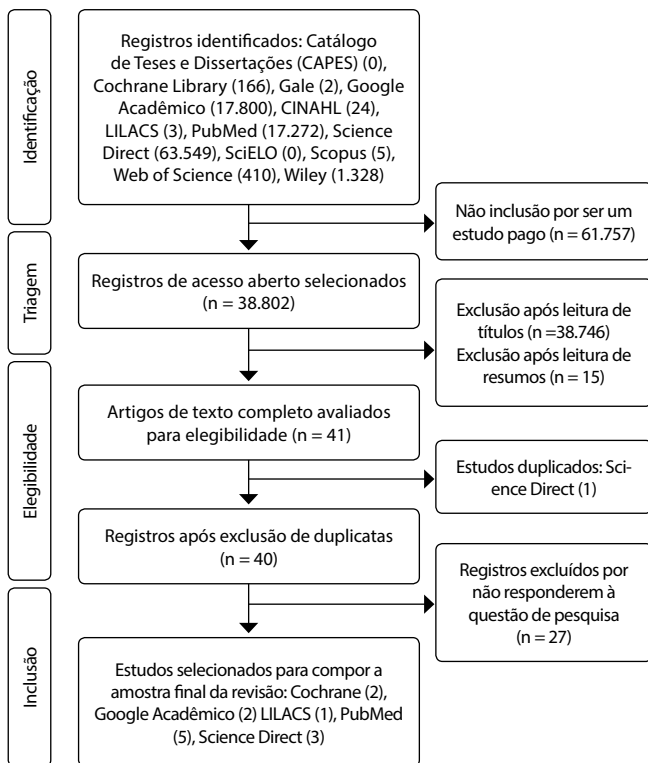 Identificação
Registros identificados: Catálogo
de Teses e Dissertações (CAPES) (0),
Cochrane Library (166), Gale (2), Google
Acadêmico (17.800), CINAHL (24),
LILACS (3), PubMed (17.272), Science
Direct (63.549), SciELO (0), Scopus (5),
Web of Science (410), Wiley (1.328)
Não inclusão por ser um
estudo pago (n = 61.757)
Triagem
Registros de acesso aberto selecionados
(n = 38.802)
Exclusão após leitura de
títulos (n =38.746)
Exclusão após leitura de
resumos (n = 15)
Elegibilidade
Artigos de texto completo avaliados
para elegibilidade (n = 41)
Estudos duplicados: Sci-
ence Direct (1)
Registros após exclusão de duplicatas
(n = 40)
Registros excluídos por
não responderem à
questão de pesquisa
(n = 27)
Inclusão
Estudos selecionados para compor a
amostra final da revisão: Cochrane (2),
Google Acadêmico (2) LILACS (1), PubMed
(5), Science Direct (3)